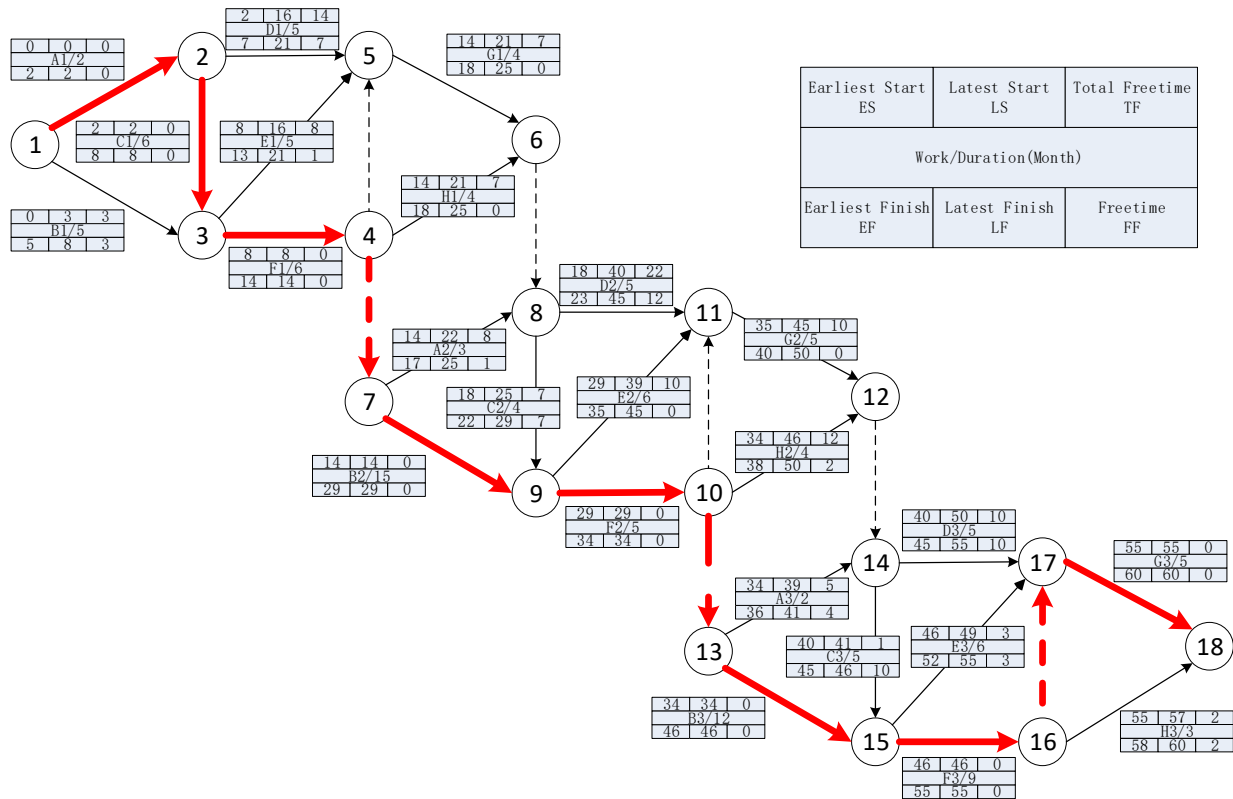 2 16 14
D1/5
7 21 7
0 0 0
A1/2
2 2 0
2
5
14 21 7
G1/4
18 25 0
Earliest Start ES
Latest Start LS
Total Freetime TF
Work/Duration(Month)
Earliest Finish EF
Latest Finish LF
Freetime FF
1
2 2 0
C1/6
8 8 0
8 16 8
E1/5
13 21 1
6
14 21 7
H1/4
18 25 0
0 3 3
B1/5
5 8 3
3
4
8 8 0
F1/6
14 14 0
18 40 22
D2/5
23 45 12
8
11
14 22 8
A2/3
17 25 1
35 45 10
G2/5
40 50 0
7
18 25 7
C2/4
22 29 7
29 39 10
E2/6
35 45 0
12
34 46 12
H2/4
38 50 2
14 14 0
B2/15
29 29 0
9
10
29 29 0
F2/5
34 34 0
40 50 10
D3/5
45 55 10
14
17
55 55 0
G3/5
60 60 0
34 39 5
A3/2
36 41 4
13
40 41 1
C3/5
45 46 10
46 49 3
E3/6
52 55 3
18
34 34 0
B3/12
46 46 0
15
16
55 57 2
H3/3
58 60 2
46 46 0
F3/9
55 55 0